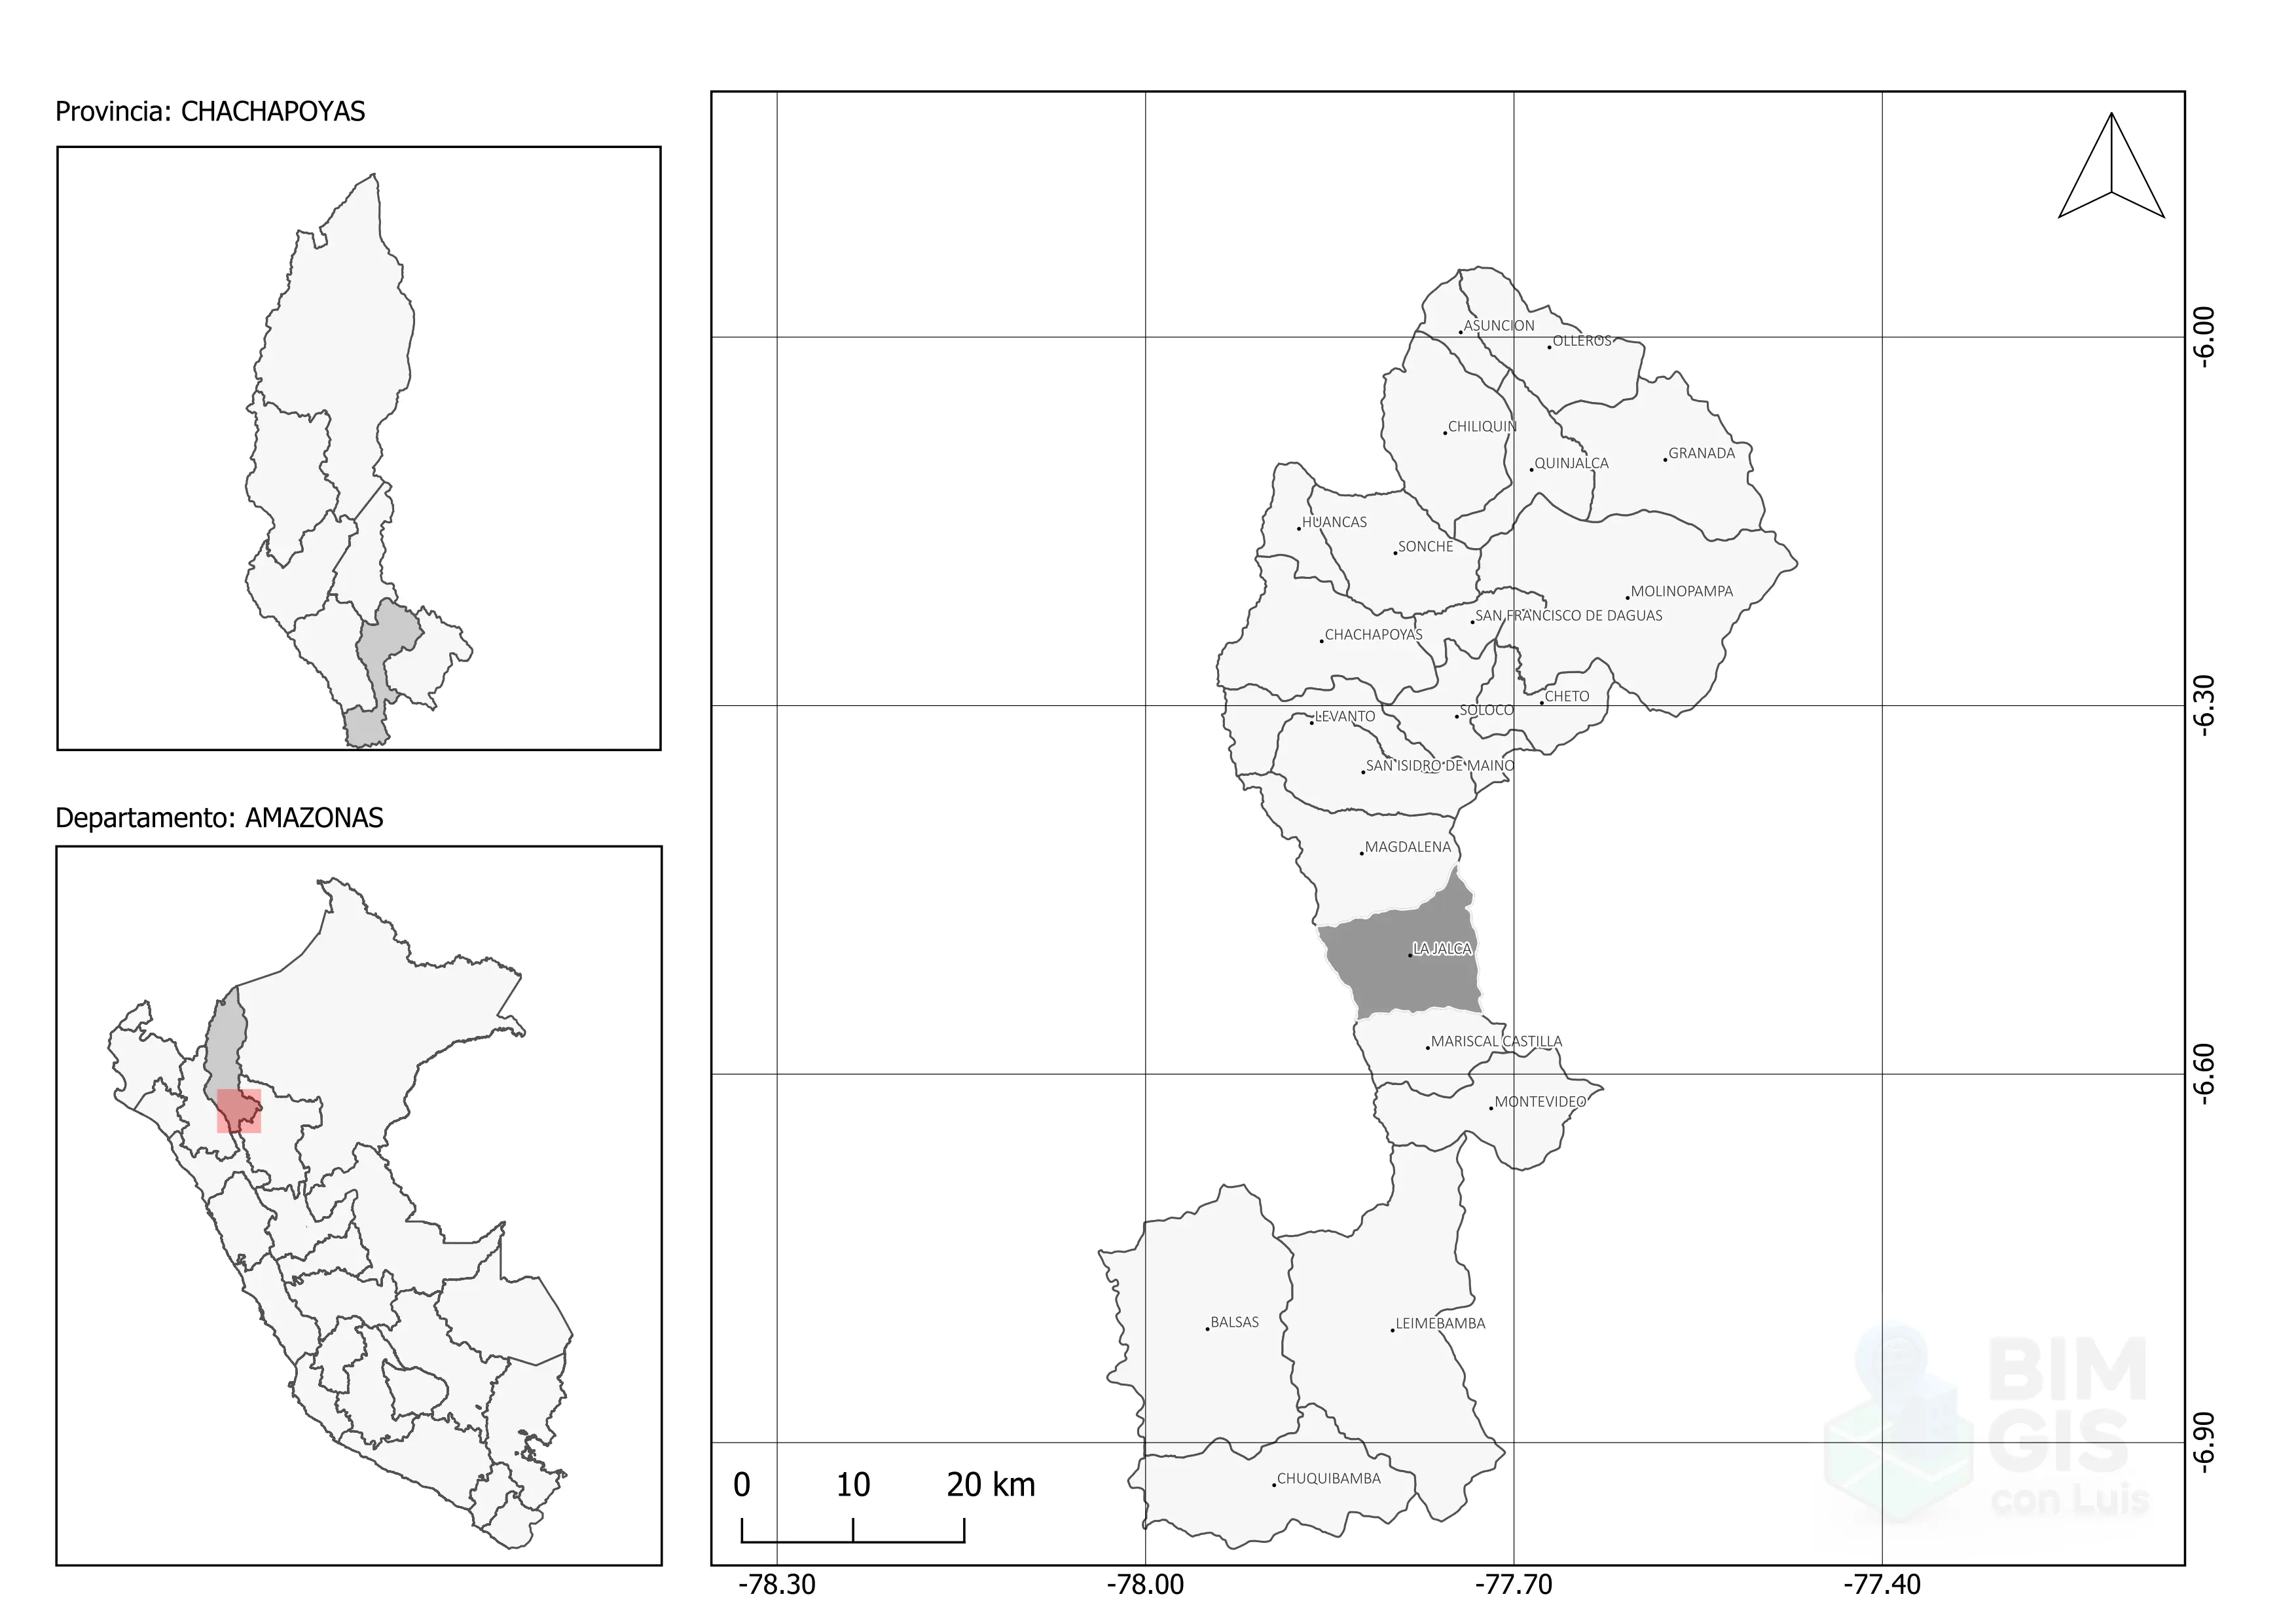 Provincia: CHACHAPOYAS
Departamento: AMAZONAS
ASUNCION
OLLEROS
CHILIQUIN
QUINJALCA
GRANADA
HUANCAS
SONCHE
MOLINOPAMPA
SAN FRANCISCO DE DAGUAS
CHACHAPOYAS
CHETO
SOLOCO
LEVANTO
SAN ISIDRO DE MAINO
MAGDALENA
LA JALCA
MARISCAL CASTILLA
MONTEVIDEO
BALSAS
LEIMEBAMBA
CHUQUIBAMBA
0 10 20 km
-6.00
-6.30
-6.60
-6.90
-78.30 -78.00 -77.70 -77.40
BIM
GIS
con Luis